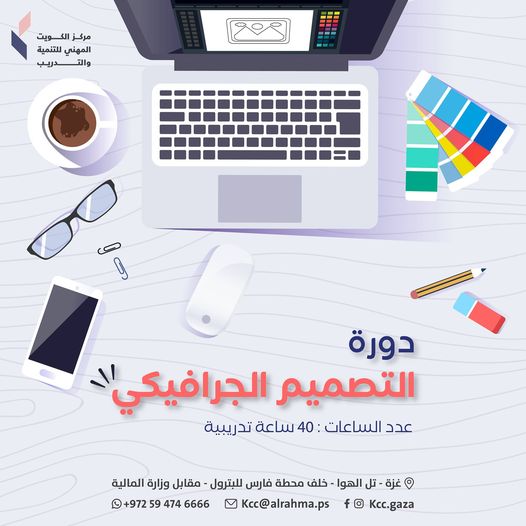 مركز الكويت
المهني للتنمية
والتدريب
دورة
التصميم الجرافيكي
عدد الساعات : 40 ساعة تدريبية
غزة - تل الهوا - خلف محطة فارس للبترول - مقابل وزارة المالية
+972 59 474 6666 Kcc@alrahma.ps Kcc.gaza